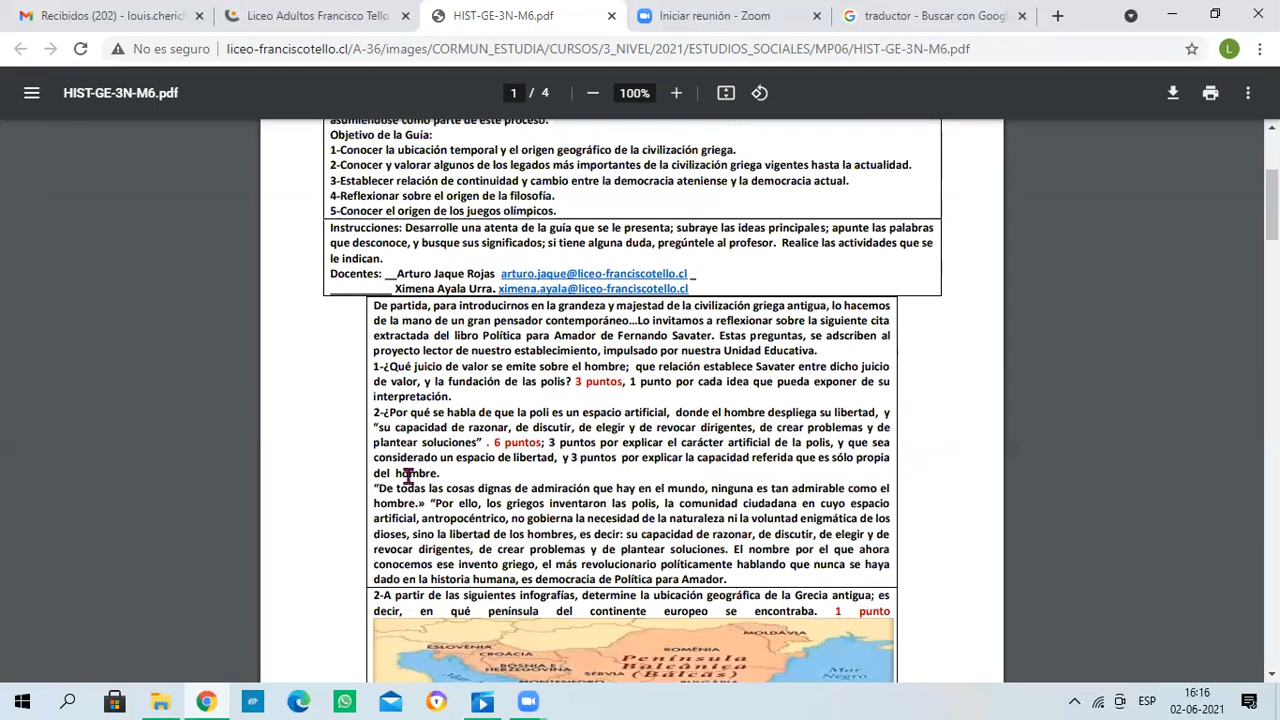 Recibidos (202) - louis.cherich
Liceo Adultos Francisco Tello
HIST-GE-3N-M6.pdf
Iniciar reunión - Zoom
traductor - Buscar con Goog
No es seguro
liceo-franciscotello.cl/A-36/images/CORMUN_ESTUDIA/CURSOS/3_NIVEL/2021/ESTUDIOS_SOCIALES/MP06/HIST-GE-3N-M6.pdf
L
HIST-GE-3N-M6.pdf
1 / 4
100%
asumiéndose como parte de este proceso.
Objetivo de la Guía:
1-Conocer la ubicación temporal y el origen geográfico de la civilización griega.
2-Conocer y valorar algunos de los legados más importantes de la civilización griega vigentes hasta la actualidad.
3-Establecer relación de continuidad y cambio entre la democracia ateniense y la democracia actual.
4-Reflexionar sobre el origen de la filosofía.
5-Conocer el origen de los juegos olímpicos.
Instrucciones: Desarrolle una atenta de la guía que se le presenta; subraye las ideas principales; apunte las palabras
que desconoce, y busque sus significados; si tiene alguna duda, pregúntele al profesor. Realice las actividades que se
le indican.
Docentes: __Arturo Jaque Rojas arturo.jaque@liceo-franciscotello.cl _
_________ Ximena Ayala Urra. ximena.ayala@liceo-franciscotello.cl
De partida, para introducirnos en la grandeza y majestad de la civilización griega antigua, lo hacemos
de la mano de un gran pensador contemporáneo...Lo invitamos a reflexionar sobre la siguiente cita
extractada del libro Política para Amador de Fernando Savater. Estas preguntas, se adscriben al
proyecto lector de nuestro establecimiento, impulsado por nuestra Unidad Educativa.
1-¿Qué juicio de valor se emite sobre el hombre; que relación establece Savater entre dicho juicio
de valor, y la fundación de las polis? 3 puntos, 1 punto por cada idea que pueda exponer de su
interpretación.
2-¿Por qué se habla de que la poli es un espacio artificial, donde el hombre despliega su libertad, y
“su capacidad de razonar, de discutir, de elegir y de revocar dirigentes, de crear problemas y de
plantear soluciones” . 6 puntos; 3 puntos por explicar el carácter artificial de la polis, y que sea
considerado un espacio de libertad, y 3 puntos por explicar la capacidad referida que es sólo propia
del hombre.
“De todas las cosas dignas de admiración que hay en el mundo, ninguna es tan admirable como el
hombre.» “Por ello, los griegos inventaron las polis, la comunidad ciudadana en cuyo espacio
artificial, antropocéntrico, no gobierna la necesidad de la naturaleza ni la voluntad enigmática de los
dioses, sino la libertad de los hombres, es decir: su capacidad de razonar, de discutir, de elegir y de
revocar dirigentes, de crear problemas y de plantear soluciones. El nombre por el que ahora
conocemos ese invento griego, el más revolucionario políticamente hablando que nunca se haya
dado en la historia humana, es democracia de Política para Amador.
2-A partir de las siguientes infografías, determine la ubicación geográfica de la Grecia antigua; es
decir, en qué península del continente europeo se encontraba. 1 punto
MOLDÁVIA
ESLOVÉNIA
ROMÊNIA
CROÁCIA
Península
BÓSNIA E
HERZEGOVINA
Balcânica
Mar
SÉRVIA
(Bálcãs)
Negro
ESP
16:16
02-06-2021